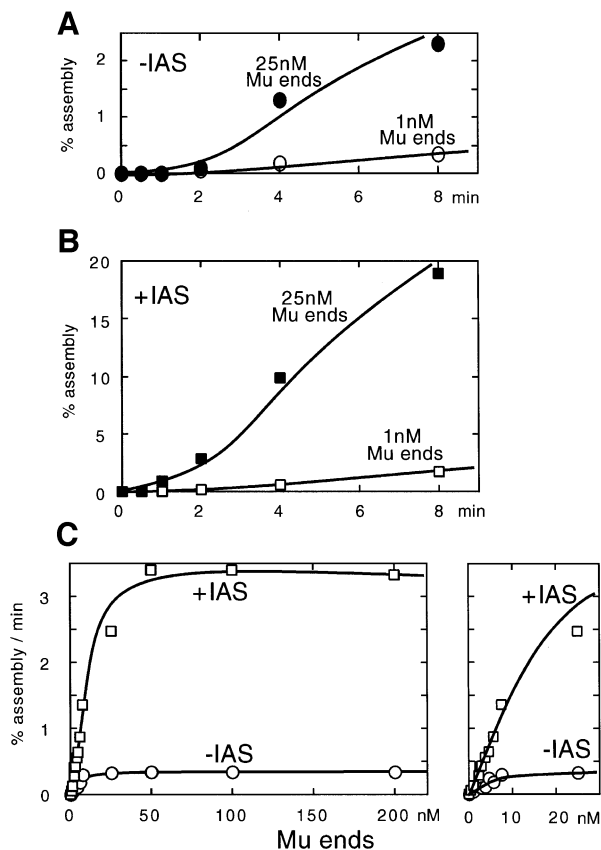 A
-IAS
25nM
Mu ends
1nM
Mu ends
% assembly
2
1
0
0 2 4 6 8 min
B
+IAS
25nM
Mu ends
1nM
Mu ends
% assembly
20
15
10
5
0
0 2 4 6 8 min
C
+IAS
-IAS
% assembly / min
3
2
1
0
0 50 100 150 200 nM
+IAS
-IAS
0 10 20 nM
Mu ends